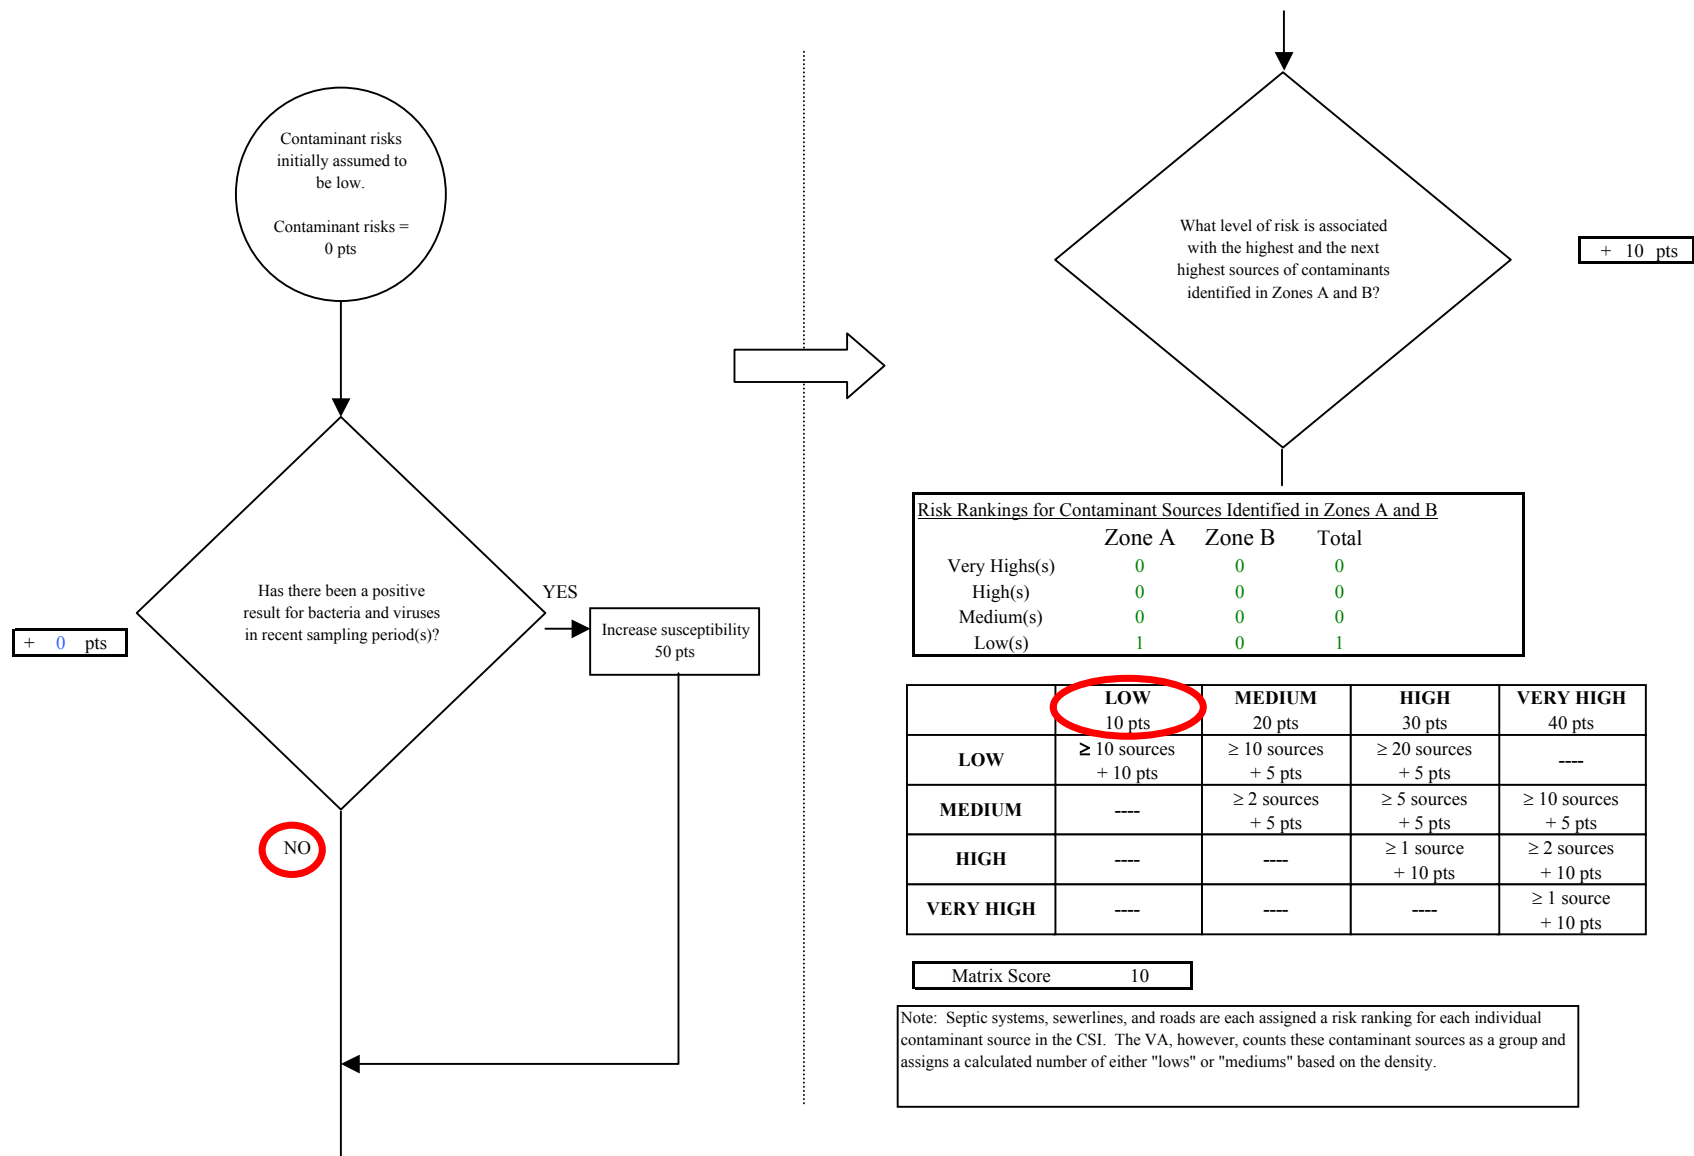 Contaminant risks
initially assumed to
be low.
Contaminant risks =
0 pts
Has there been a positive
result for bacteria and viruses
in recent sampling period(s)?
+ 0 pts
YES
Increase susceptibility
50 pts
NO
What level of risk is associated
with the highest and the next
highest sources of contaminants
identified in Zones A and B?
+ 10 pts
Risk Rankings for Contaminant Sources Identified in Zones A and B
Zone A Zone B Total
Very Highs(s) 0 0 0
High(s) 0 0 0
Medium(s) 0 0 0
Low(s) 1 0 1
LOW MEDIUM HIGH VERY HIGH
10 pts 20 pts 30 pts 40 pts
LOW ≥ 10 sources ≥ 10 sources ≥ 20 sources ----
+ 10 pts + 5 pts + 5 pts
MEDIUM ---- ≥ 2 sources ≥ 5 sources ≥ 10 sources
+ 5 pts + 5 pts + 5 pts
HIGH ---- ---- ≥ 1 source ≥ 2 sources
+ 10 pts + 10 pts
VERY HIGH ---- ---- ---- ≥ 1 source
+ 10 pts
Matrix Score 10
Note: Septic systems, sewerlines, and roads are each assigned a risk ranking for each individual
contaminant source in the CSI. The VA, however, counts these contaminant sources as a group and
assigns a calculated number of either "lows" or "mediums" based on the density.